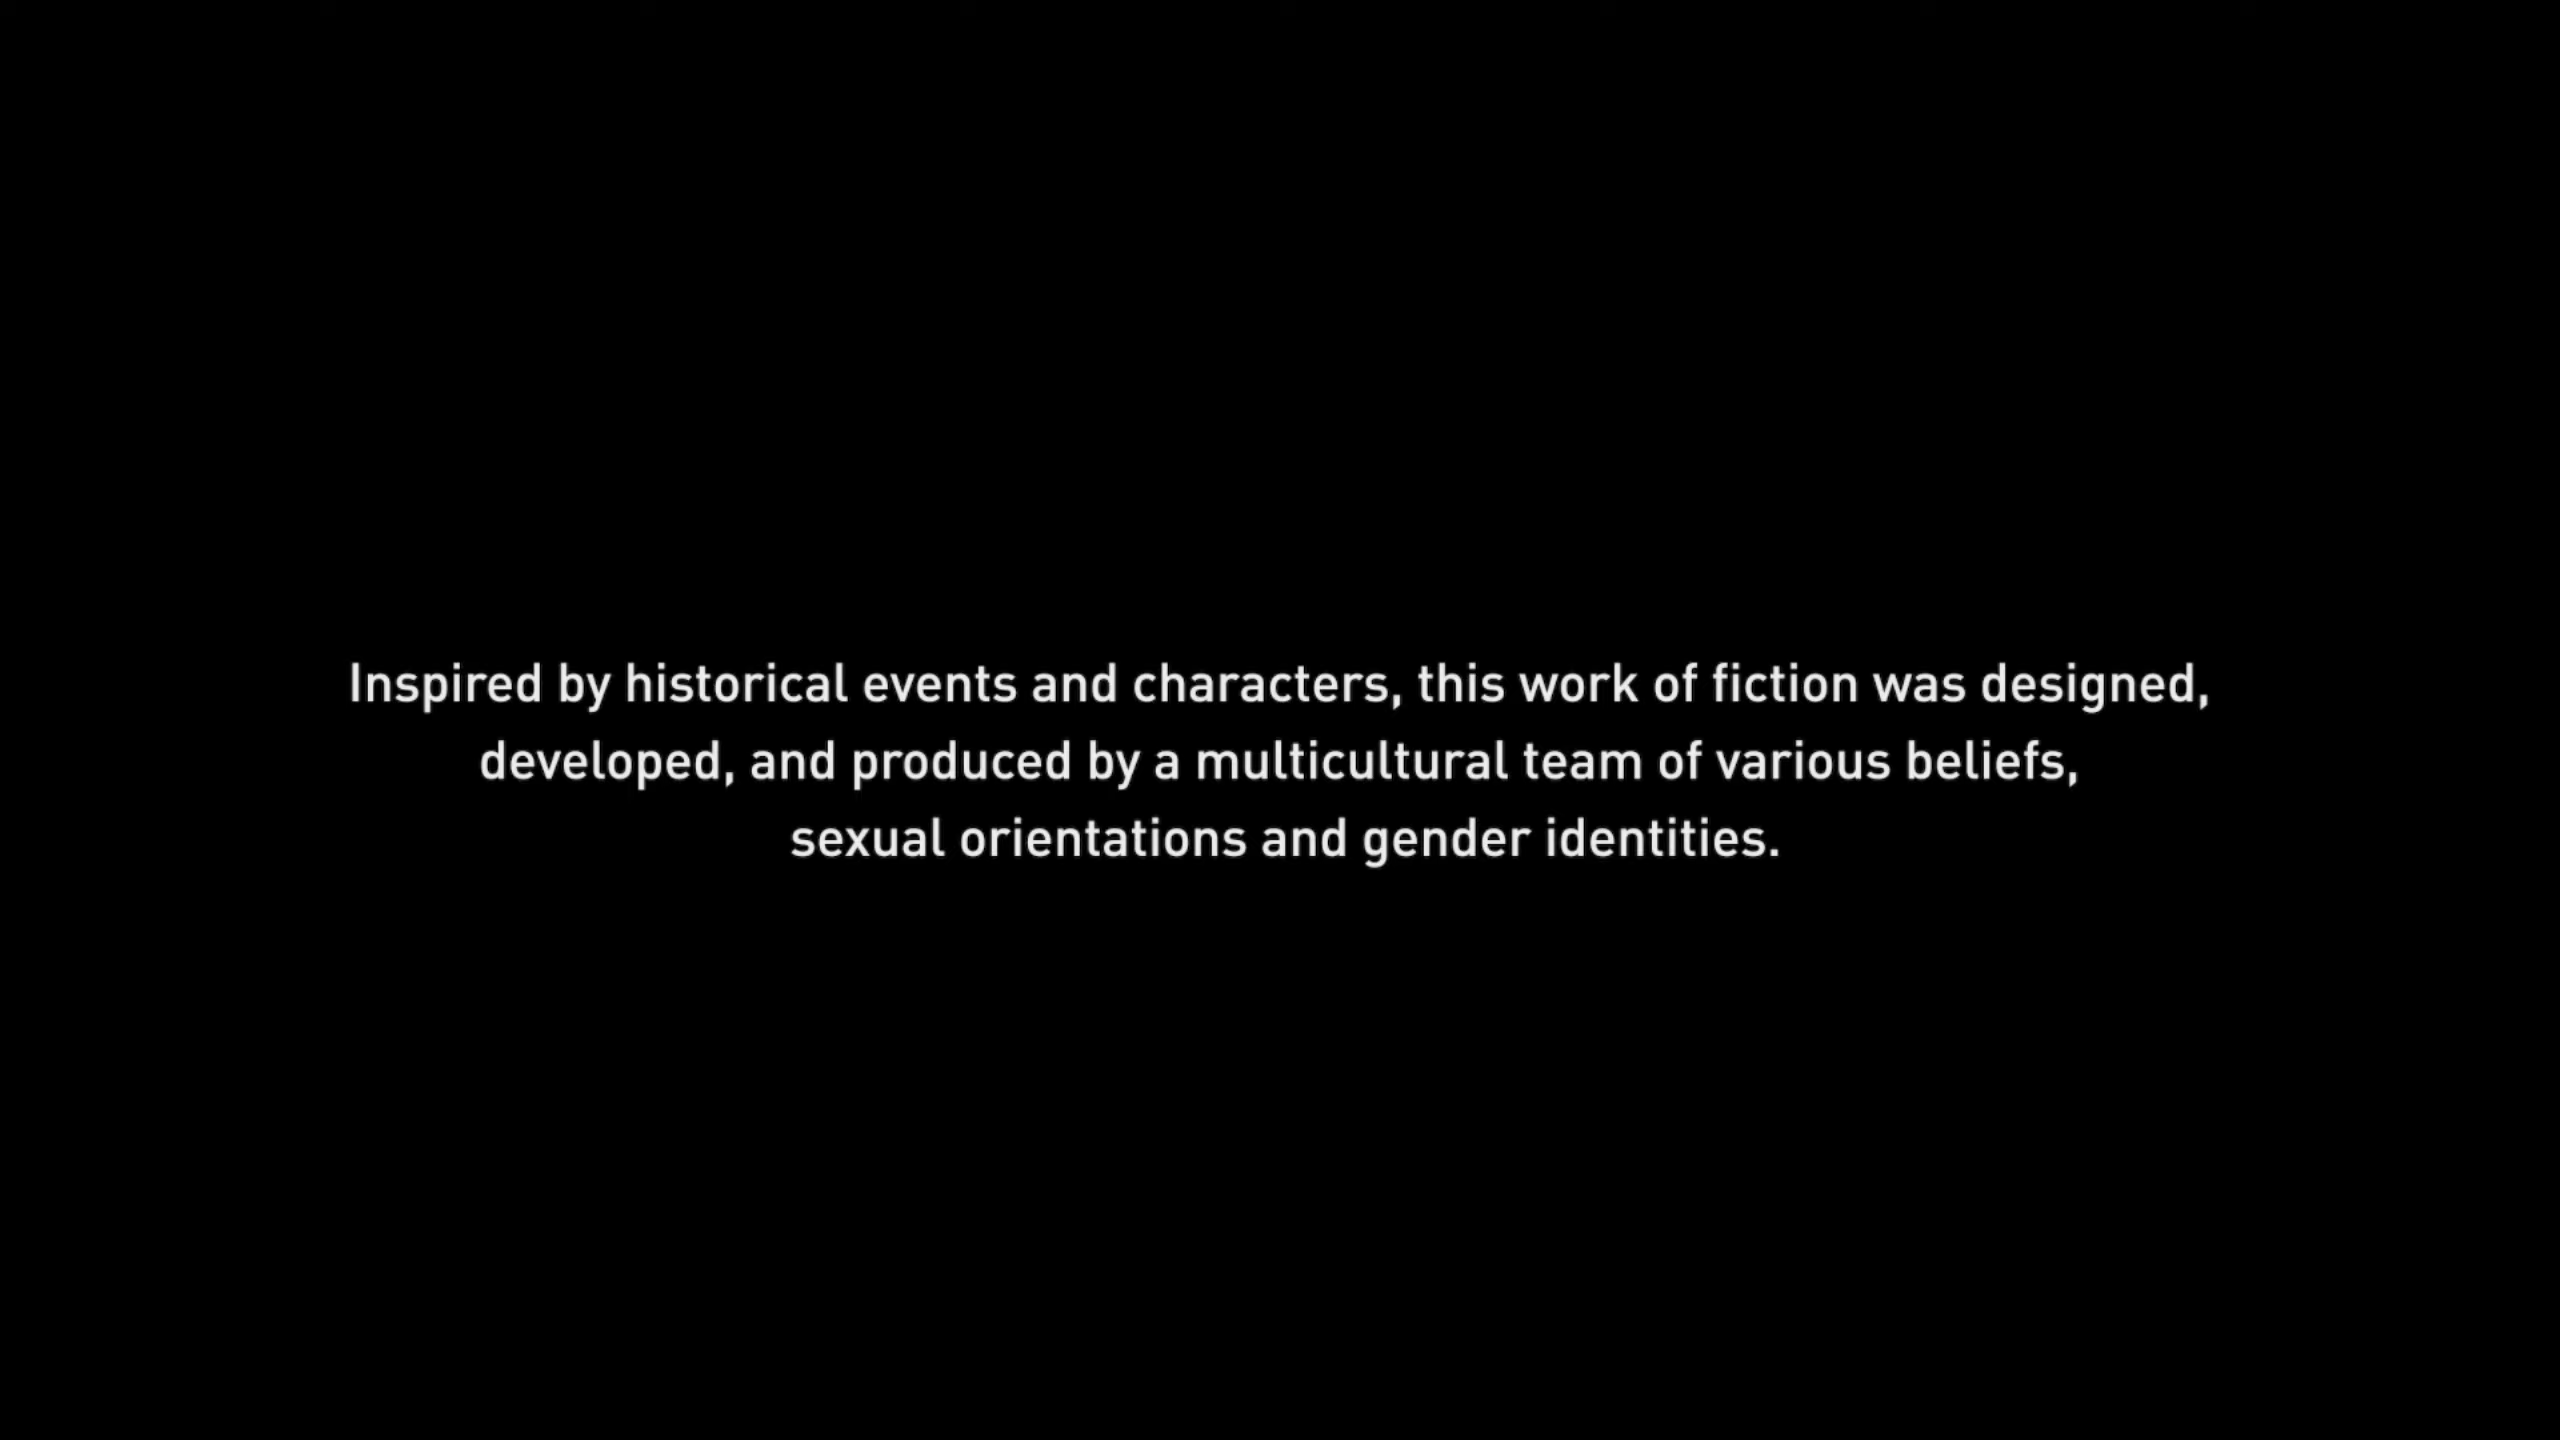 Inspired by historical events and characters, this work of fiction was designed,
developed, and produced by a multicultural team of various beliefs,
sexual orientations and gender identities.